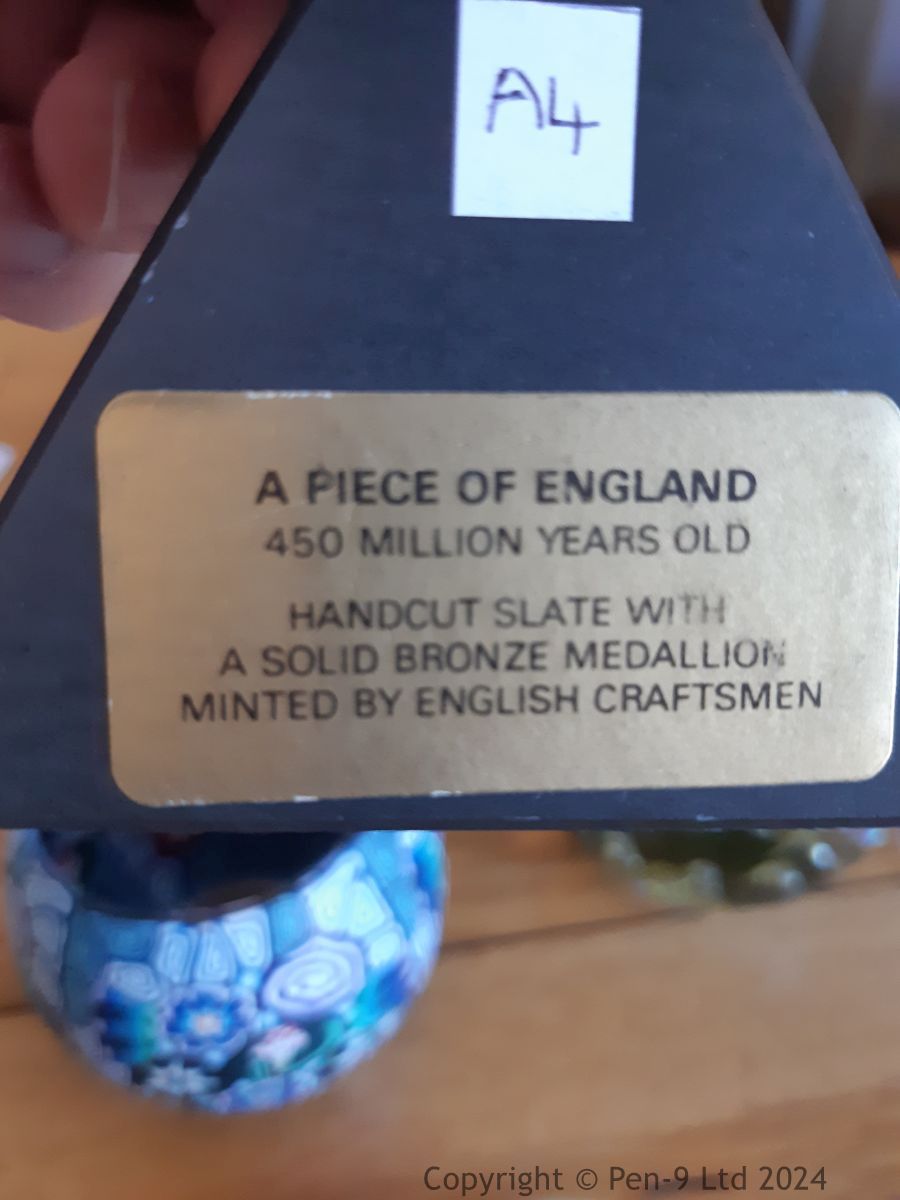 A4
A PIECE OF ENGLAND
450 MILLION YEARS OLD
HANDCUT SLATE WITH
A SOLID BRONZE MEDALLION
MINTED BY ENGLISH CRAFTSMEN
Copyright © Pen-9 Ltd 2024